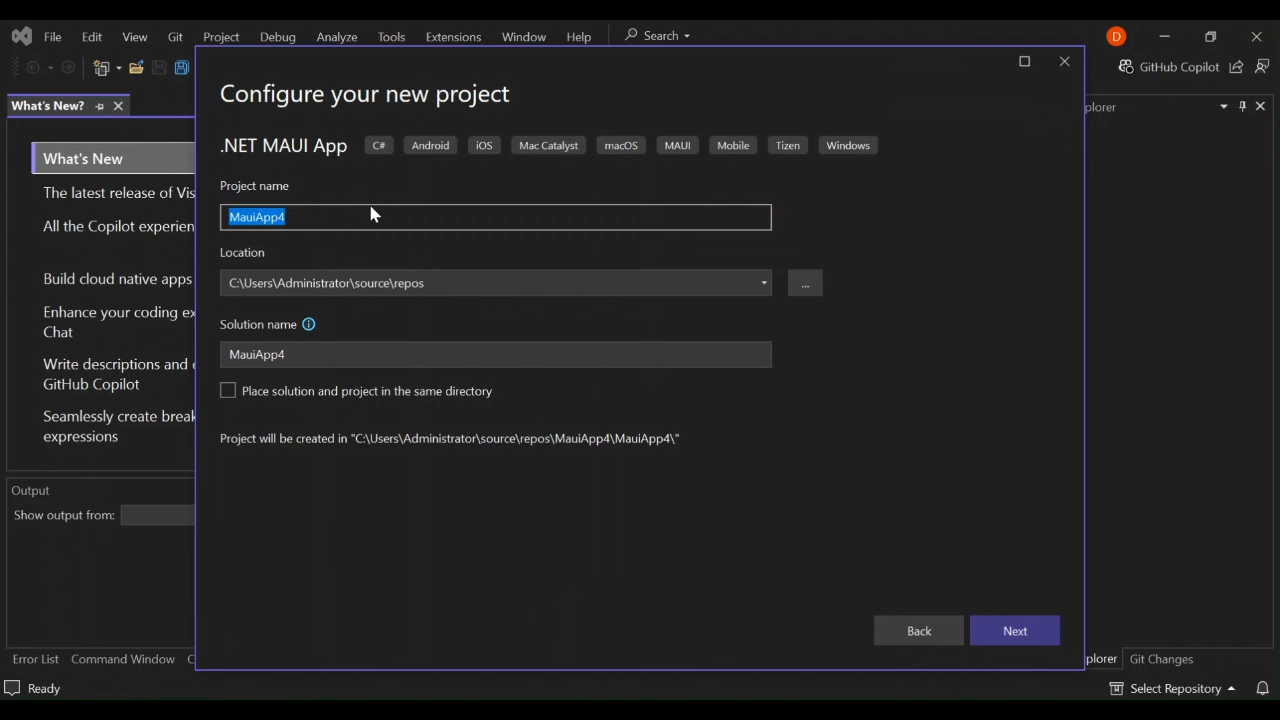 File Edit View Git Project Debug Analyze Tools Extensions Window Help Search D
GitHub Copilot
What's New?
plorer
Configure your new project
.NET MAUI App C# Android iOS Mac Catalyst macOS MAUI Mobile Tizen Windows
What's New
The latest release of Vis
All the Copilot experien
Build cloud native apps
Enhance your coding ex
Chat
Write descriptions and e
GitHub Copilot
Seamlessly create break
expressions
Project name
MauiApp4
Location
C:\Users\Administrator\source\repos
...
Solution name
MauiApp4
Place solution and project in the same directory
Project will be created in "C:\Users\Administrator\source\repos\MauiApp4\MauiApp4\"
Output
Show output from:
Back Next
Error List Command Window C
plorer Git Changes
Ready
Select Repository